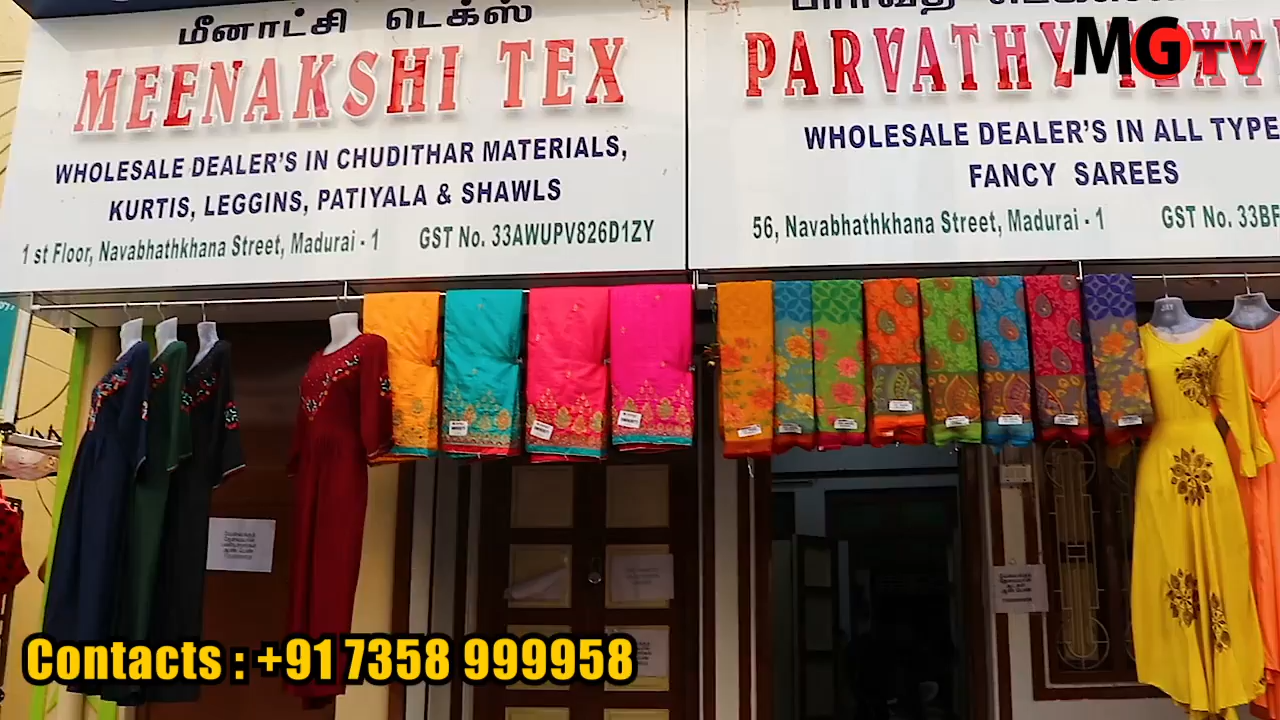 மீனாட்சி டெக்ஸ்
MEENAKSHI TEX
WHOLESALE DEALER'S IN CHUDITHAR MATERIALS,
KURTIS, LEGGINS, PATIYALA & SHAWLS
1 st Floor, Navabhathkhana Street, Madurai - 1 GST No. 33AWUPV826D1ZY
PARVATHY
WHOLESALE DEALER'S IN ALL TYPE
FANCY SAREES
56, Navabhathkhana Street, Madurai - 1 GST No. 33BF
MGTV
Contacts : +91 7358 999958